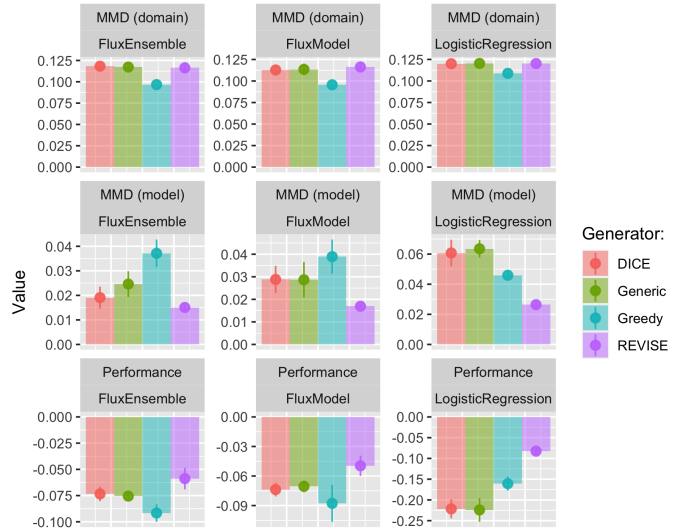 MMD (domain) MMD (domain) MMD (domain)
FluxEnsemble FluxModel LogisticRegression
0.125 0.125 0.125
0.100 0.100 0.100
0.075 0.075 0.075
0.050 0.050 0.050
0.025 0.025 0.025
0.000 0.000 0.000
MMD (model) MMD (model) MMD (model)
FluxEnsemble FluxModel LogisticRegression
0.04 0.04 0.06
0.03 0.03 0.04
0.02 0.02 0.02
0.01 0.01
0.00 0.00 0.00
Value
Performance Performance Performance
FluxEnsemble FluxModel LogisticRegression
0.000 0.00 0.00
-0.025 -0.03 -0.05
-0.050 -0.06 -0.10
-0.075 -0.09 -0.15
-0.100 -0.20
-0.25
Generator:
DICE
Generic
Greedy
REVISE